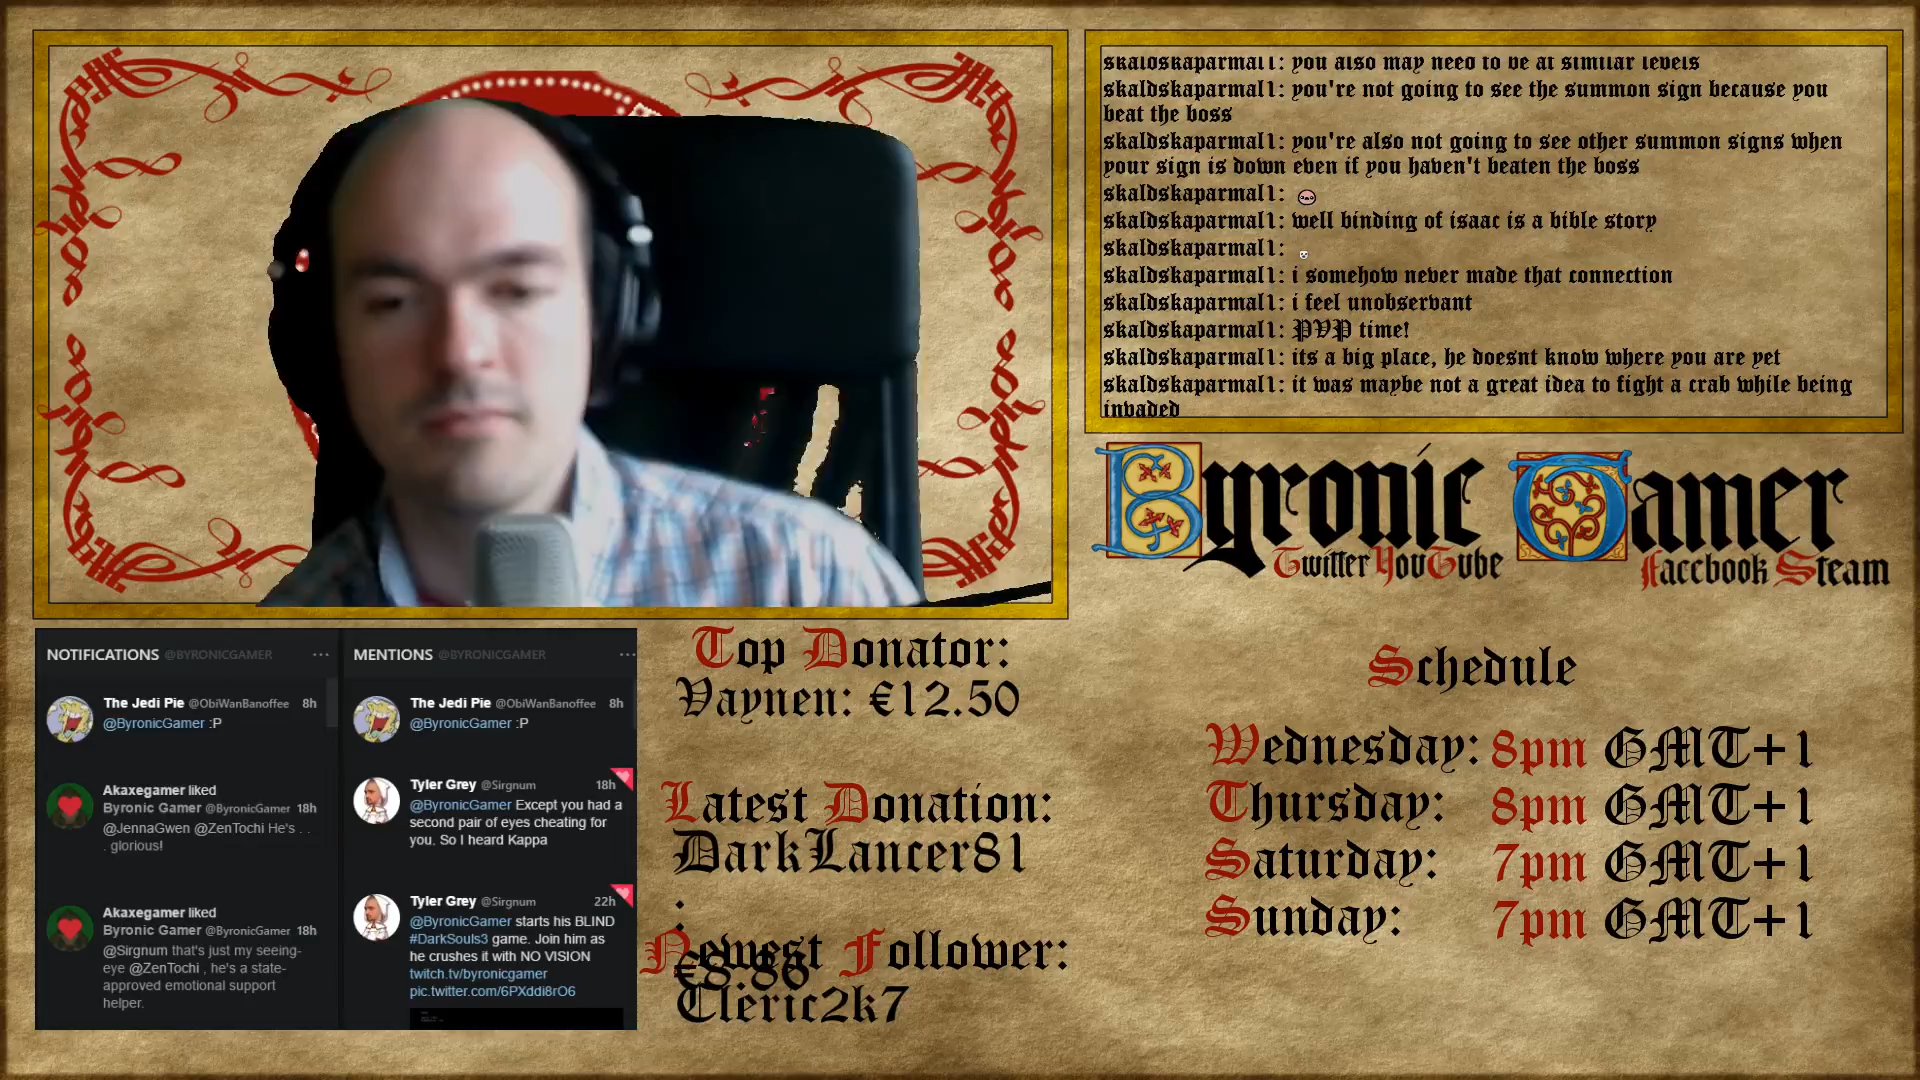 skaldskaparmal1: you also may need to be at similar levels
skaldskaparmal1: you're not going to see the summon sign because you
beat the boss
skaldskaparmal1: you're also not going to see other summon signs when
your sign is down even if you haven't beaten the boss
skaldskaparmal1:
skaldskaparmal1: well binding of isaac is a bible story
skaldskaparmal1:
skaldskaparmal1: i somehow never made that connection
skaldskaparmal1: i feel unobservant
skaldskaparmal1: PVP time!
skaldskaparmal1: its a big place, he doesnt know where you are yet
skaldskaparmal1: it was maybe not a great idea to fight a crab while being
invaded
Byronic Gamer
Twitter YouTube
Facebook Steam
NOTIFICATIONS @BYRONICGAMER ...
The Jedi Pie @ObiWanBanoffee 8h
@ByronicGamer :P
Akaxegamer liked
Byronic Gamer @ByronicGamer 18h
@JennaGwen @ZenTochi He's . .
. glorious!
Akaxegamer liked
Byronic Gamer @ByronicGamer 18h
@Sirgnum that's just my seeing-
eye @ZenTochi , he's a state-
approved emotional support
helper.
MENTIONS @BYRONICGAMER ...
The Jedi Pie @ObiWanBanoffee 8h
@ByronicGamer :P
Tyler Grey @Sirgnum 18h
@ByronicGamer Except you had a
second pair of eyes cheating for
you. So I heard Kappa
Tyler Grey @Sirgnum 22h
@ByronicGamer starts his BLIND
#DarkSouls3 game. Join him as
he crushes it with NO VISION
twitch.tv/byronicgamer
pic.twitter.com/6PXddi8rO6
Top Donator:
Vaynen: €12.50
Latest Donation:
DarkLancer81
:
€8.86
Newest Follower:
Cleric2k7
Schedule
Wednesday: 8pm GMT+1
Thursday: 8pm GMT+1
Saturday: 7pm GMT+1
Sunday: 7pm GMT+1